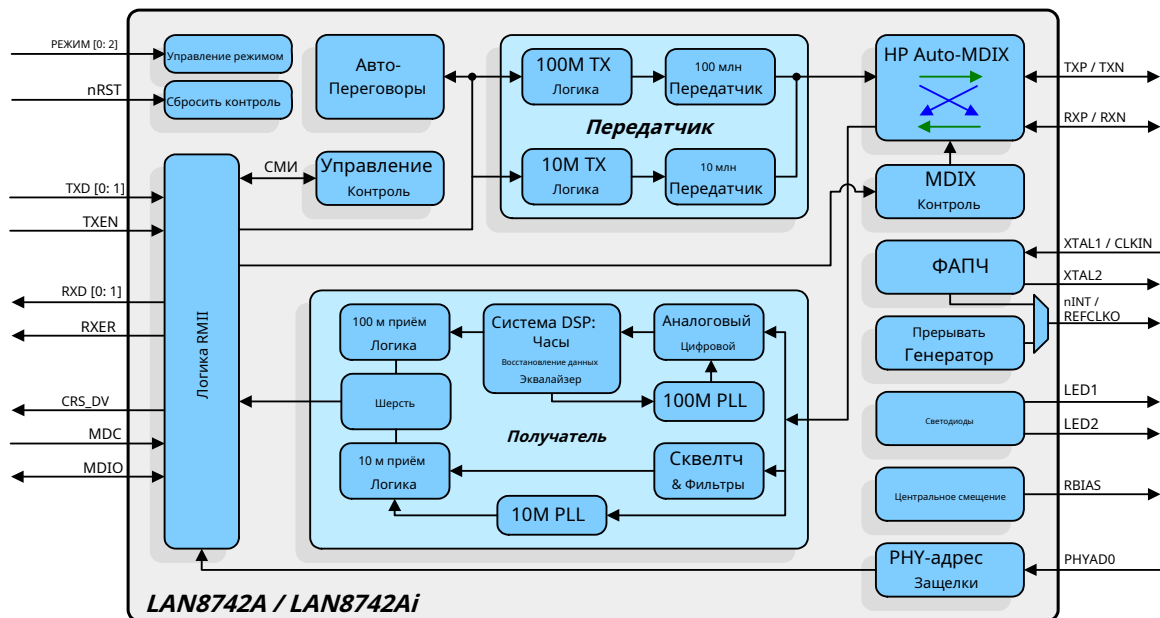 РЕЖИМ [0: 2]
nRST
TXD [0: 1]
TXEN
RXD [0: 1]
RXER
CRS_DV
MDC
MDIO
Управление режимом
Сбросить контроль
Логика RMII
СМИ
Авто-
Переговоры
Управление
Контроль
100M TX
Логика
100 млн
Передатчик
Передатчик
10M TX
Логика
10 млн
Передатчик
100 м приём
Логика
Система DSP:
Часы
Восстановление данных
Эквалайзер
Аналоговый
Цифровой
100M PLL
Шерсть
Получатель
10 м приём
Логика
Сквелтч
& Фильтры
10M PLL
HP Auto-MDIX
MDIX
Контроль
ФАПЧ
Прерывать
Генератор
Светодиоды
Центральное смещение
PHY-адрес
Защелки
TXP / TXN
RXP / RXN
XTAL1 / CLKIN
XTAL2
nINT /
REFCLKO
LED1
LED2
RBIAS
PHYAD0
LAN8742A / LAN8742Ai